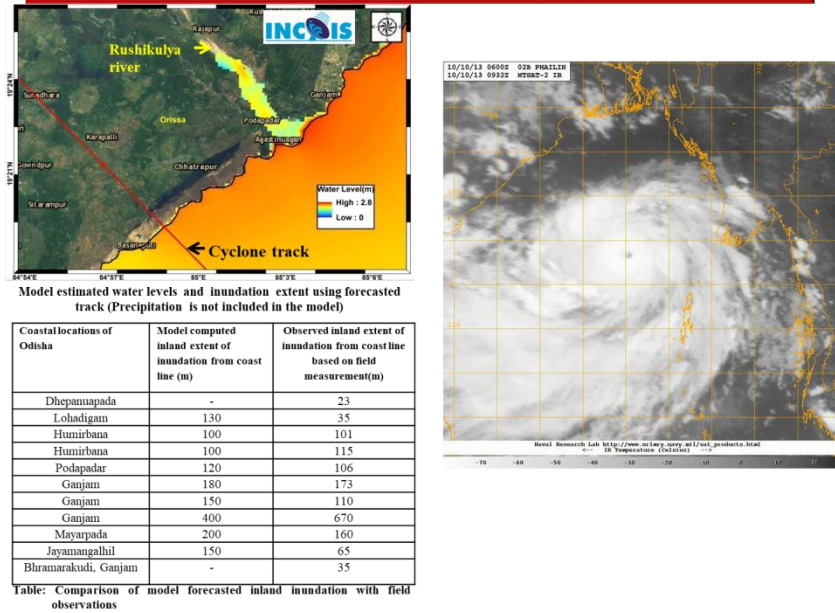 INCOIS
Rushikulya
river
Rajapur
Ganjam
Podapadar
Agastinuagan
Orissa
Karapalli
Chhatrapur
Govindpur
Sitarampur
19°24'N
19°21'N
Water Level(m)
High : 2.8
Low : 0
Cyclone track
84°54'E
84°57'E
85°E
85°3'E
85°6'E
Model estimated water levels and inundation extent using forecasted
track (Precipitation is not included in the model)
Coastal locations of Odisha | Model computed inland extent of inundation from coast line (m) | Observed inland extent of inundation from coast line based on field measurement(m)
Dhepanuapada - 23
Lohadigam 130 35
Humirbana 100 101
Humirbana 100 115
Podapadar 120 106
Ganjam 180 173
Ganjam 150 110
Ganjam 400 670
Mayarpada 200 160
Jayamangalhil 150 65
Bhramarakudi, Ganjam - 35
Table: Comparison of model forecasted inland inundation with field
observations
10/10/13 0600Z 02B PHAILIN
10/10/13 0932Z MTSAT-2 IR
Naval Research Lab http://www.nrlmry.navy.mil/sat_products.html
<-- IR Temperature (Celsius) -->
-70 -60 -50 -40 -30 -20 -10 0 10 20